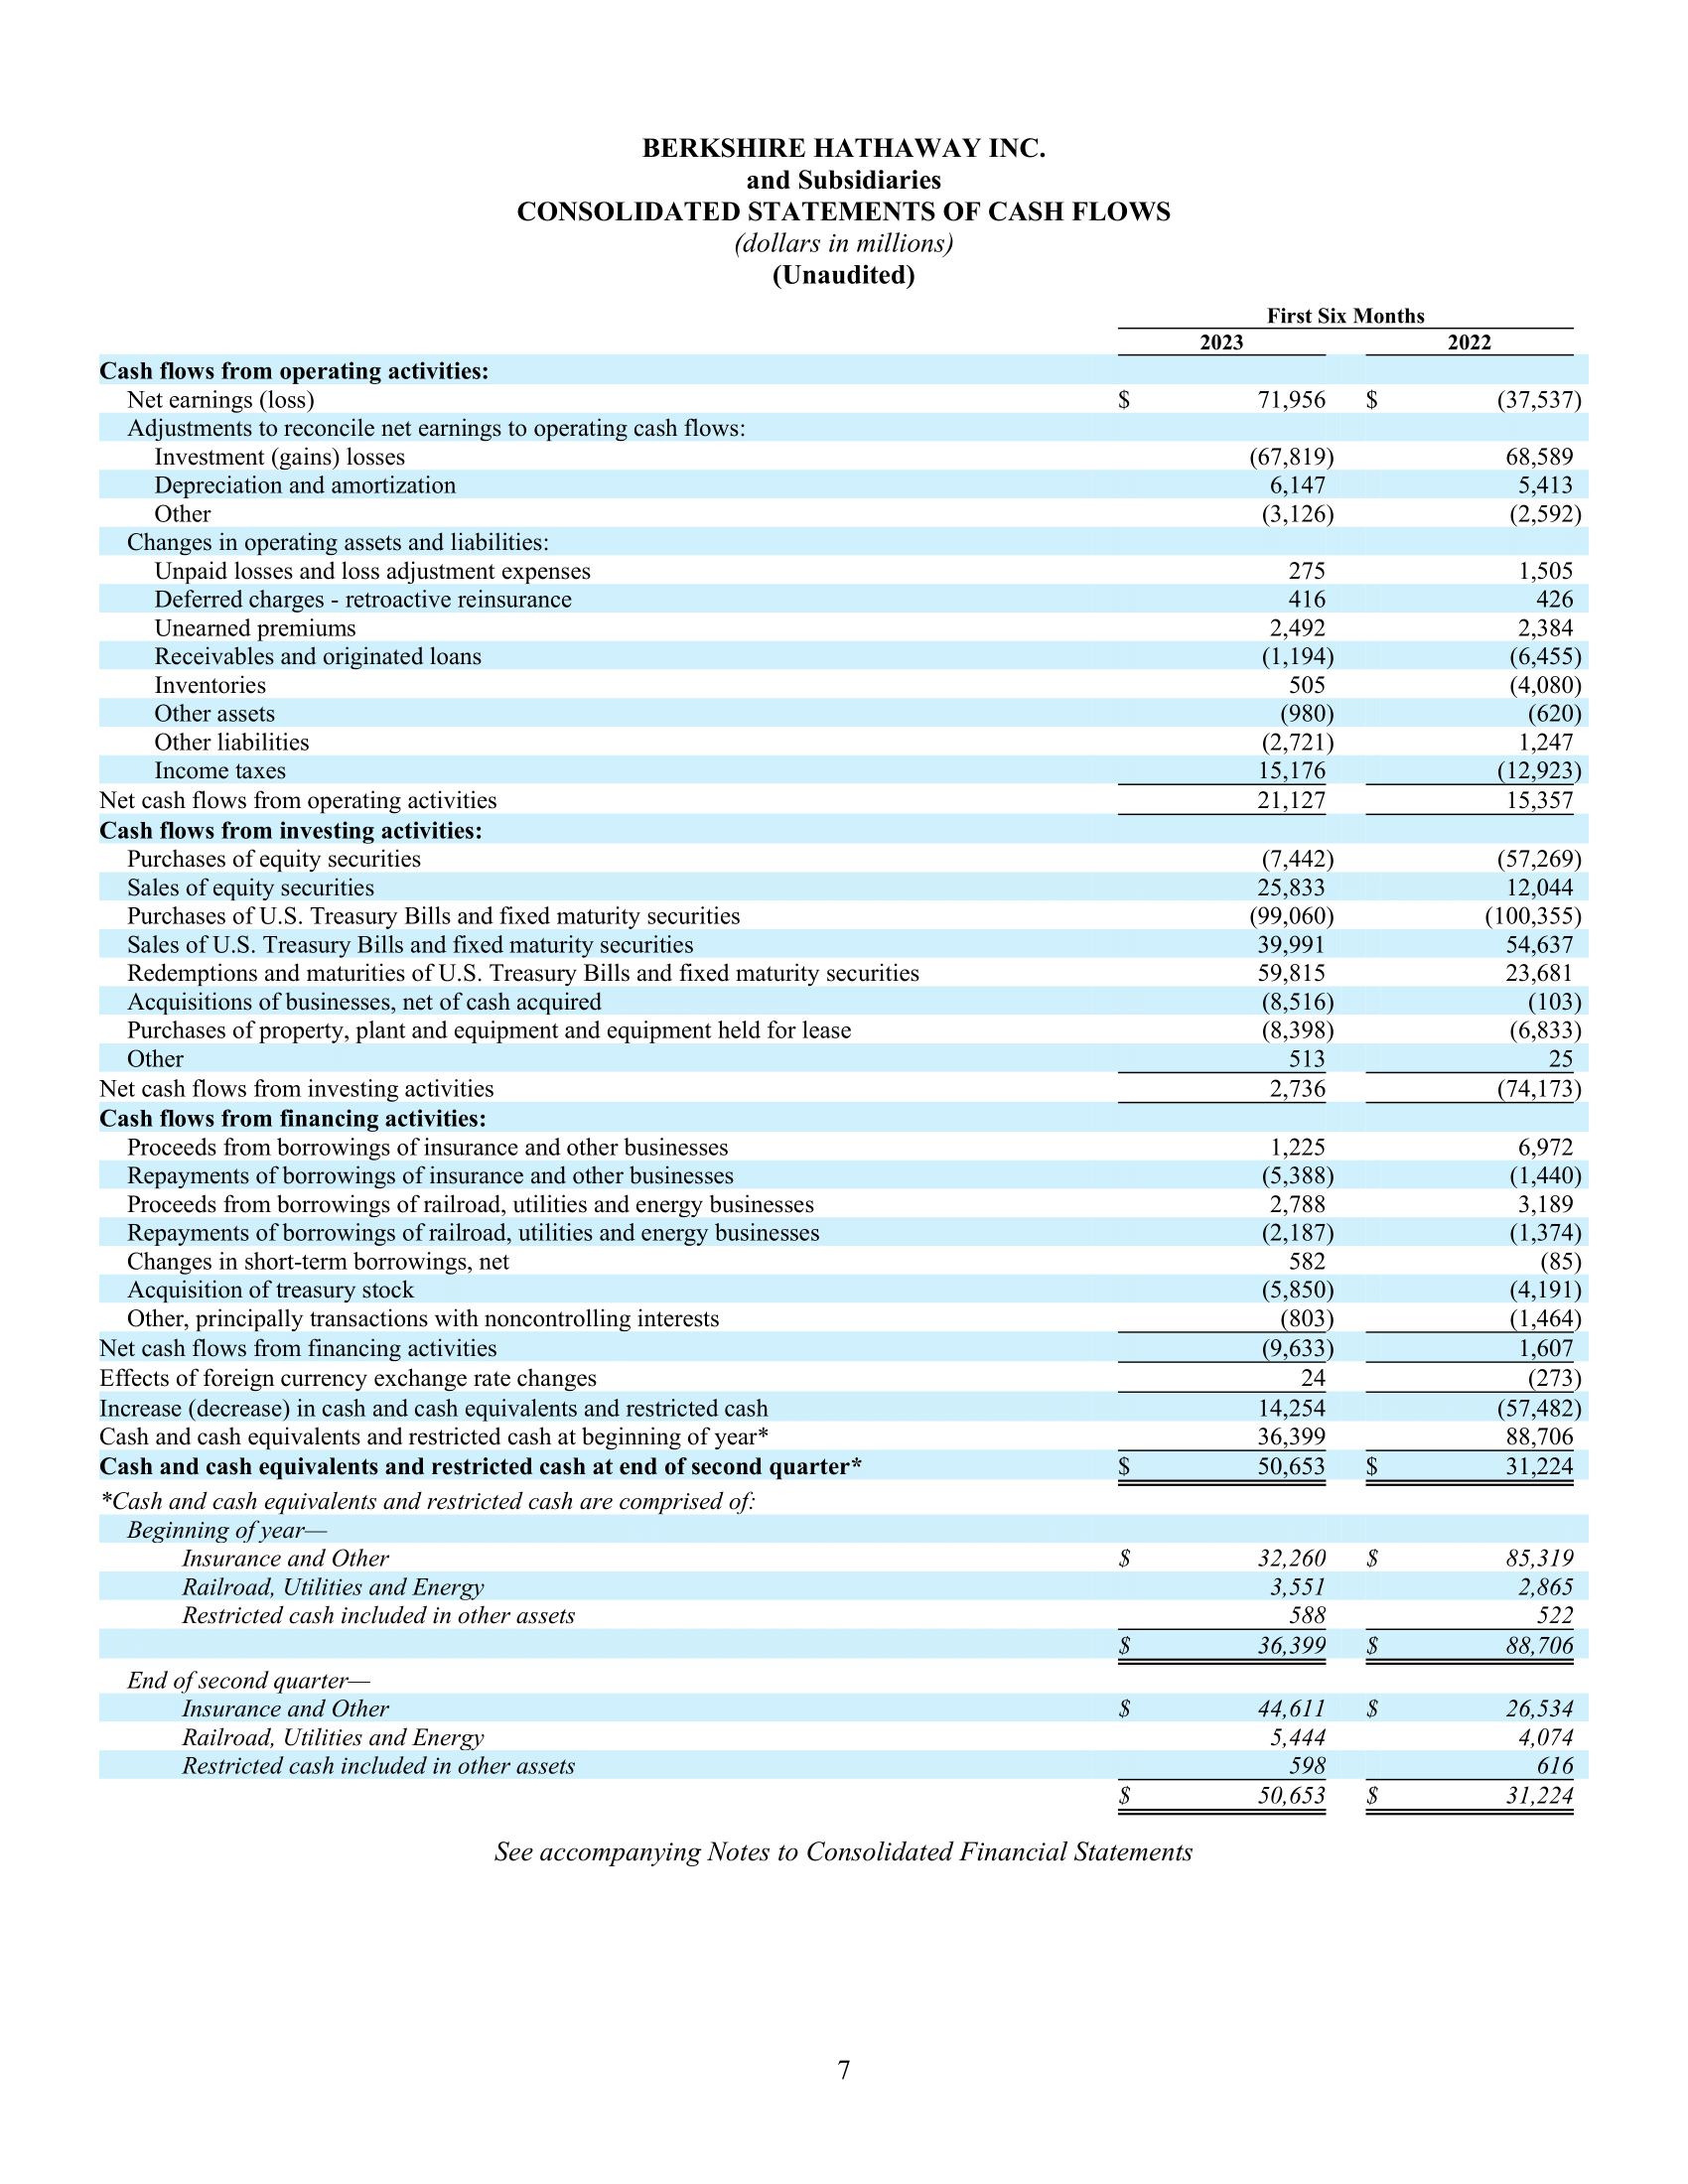 BERKSHIRE HATHAWAY INC.
and Subsidiaries
CONSOLIDATED STATEMENTS OF CASH FLOWS
(dollars in millions)
(Unaudited)
First Six Months
2023 2022
Cash flows from operating activities:
Net earnings (loss) $ 71,956 $ (37,537)
Adjustments to reconcile net earnings to operating cash flows:
Investment (gains) losses (67,819) 68,589
Depreciation and amortization 6,147 5,413
Other (3,126) (2,592)
Changes in operating assets and liabilities:
Unpaid losses and loss adjustment expenses 275 1,505
Deferred charges - retroactive reinsurance 416 426
Unearned premiums 2,492 2,384
Receivables and originated loans (1,194) (6,455)
Inventories 505 (4,080)
Other assets (980) (620)
Other liabilities (2,721) 1,247
Income taxes 15,176 (12,923)
Net cash flows from operating activities 21,127 15,357
Cash flows from investing activities:
Purchases of equity securities (7,442) (57,269)
Sales of equity securities 25,833 12,044
Purchases of U.S. Treasury Bills and fixed maturity securities (99,060) (100,355)
Sales of U.S. Treasury Bills and fixed maturity securities 39,991 54,637
Redemptions and maturities of U.S. Treasury Bills and fixed maturity securities 59,815 23,681
Acquisitions of businesses, net of cash acquired (8,516) (103)
Purchases of property, plant and equipment and equipment held for lease (8,398) (6,833)
Other 513 25
Net cash flows from investing activities 2,736 (74,173)
Cash flows from financing activities:
Proceeds from borrowings of insurance and other businesses 1,225 6,972
Repayments of borrowings of insurance and other businesses (5,388) (1,440)
Proceeds from borrowings of railroad, utilities and energy businesses 2,788 3,189
Repayments of borrowings of railroad, utilities and energy businesses (2,187) (1,374)
Changes in short-term borrowings, net 582 (85)
Acquisition of treasury stock (5,850) (4,191)
Other, principally transactions with noncontrolling interests (803) (1,464)
Net cash flows from financing activities (9,633) 1,607
Effects of foreign currency exchange rate changes 24 (273)
Increase (decrease) in cash and cash equivalents and restricted cash 14,254 (57,482)
Cash and cash equivalents and restricted cash at beginning of year* 36,399 88,706
Cash and cash equivalents and restricted cash at end of second quarter* $ 50,653 $ 31,224
*Cash and cash equivalents and restricted cash are comprised of:
Beginning of year—
Insurance and Other $ 32,260 $ 85,319
Railroad, Utilities and Energy 3,551 2,865
Restricted cash included in other assets 588 522
$ 36,399 $ 88,706
End of second quarter—
Insurance and Other $ 44,611 $ 26,534
Railroad, Utilities and Energy 5,444 4,074
Restricted cash included in other assets 598 616
$ 50,653 $ 31,224
See accompanying Notes to Consolidated Financial Statements
7